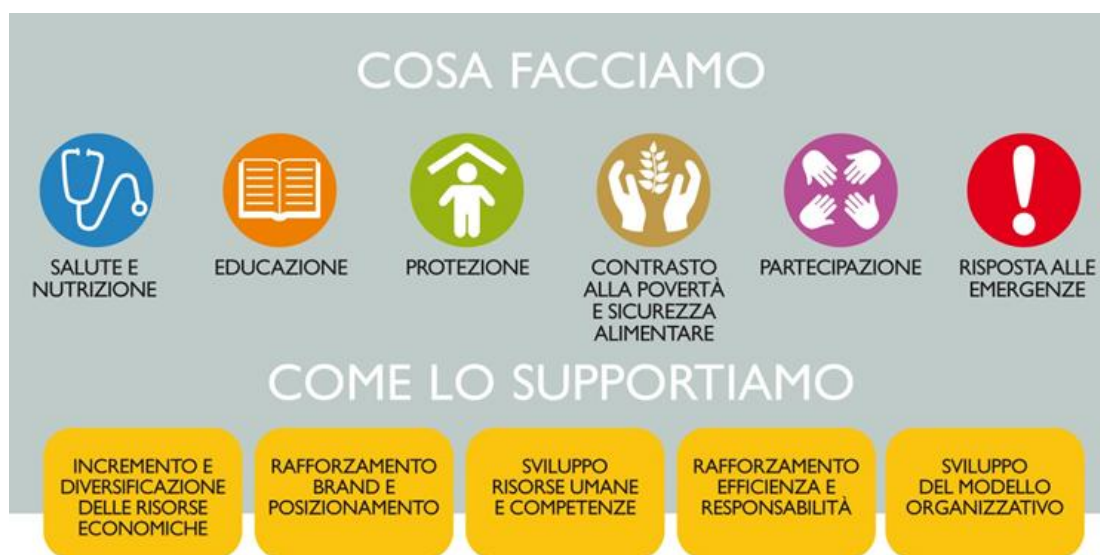 COSA FACCIAMO
SALUTE E
NUTRIZIONE
EDUCAZIONE
PROTEZIONE
CONTRASTO
ALLA POVERTÀ
E SICUREZZA
ALIMENTARE
PARTECIPAZIONE
RISPOSTA ALLE
EMERGENZE
COME LO SUPPORTIAMO
INCREMENTO E
DIVERSIFICAZIONE
DELLE RISORSE
ECONOMICHE
RAFFORZAMENTO
BRAND E
POSIZIONAMENTO
SVILUPPO
RISORSE UMANE
E COMPETENZE
RAFFORZAMENTO
EFFICIENZA E
RESPONSABILITÀ
SVILUPPO
DEL MODELLO
ORGANIZZATIVO